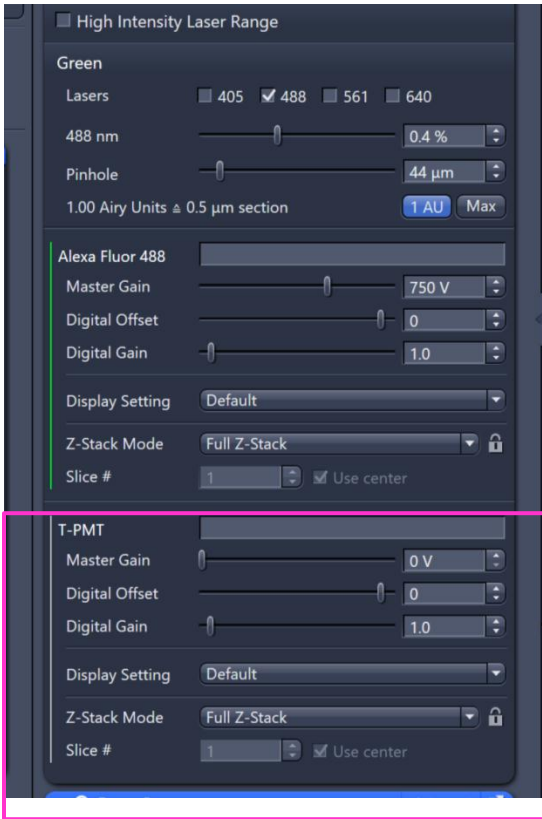 High Intensity Laser Range
Green
Lasers 405 488 561 640
488 nm 0.4 %
Pinhole 44 µm
1.00 Airy Units ≙ 0.5 µm section 1 AU Max
Alexa Fluor 488
Master Gain 750 V
Digital Offset 0
Digital Gain 1.0
Display Setting Default
Z-Stack Mode Full Z-Stack
Slice # 1 Use center
T-PMT
Master Gain 0 V
Digital Offset 0
Digital Gain 1.0
Display Setting Default
Z-Stack Mode Full Z-Stack
Slice # 1 Use center